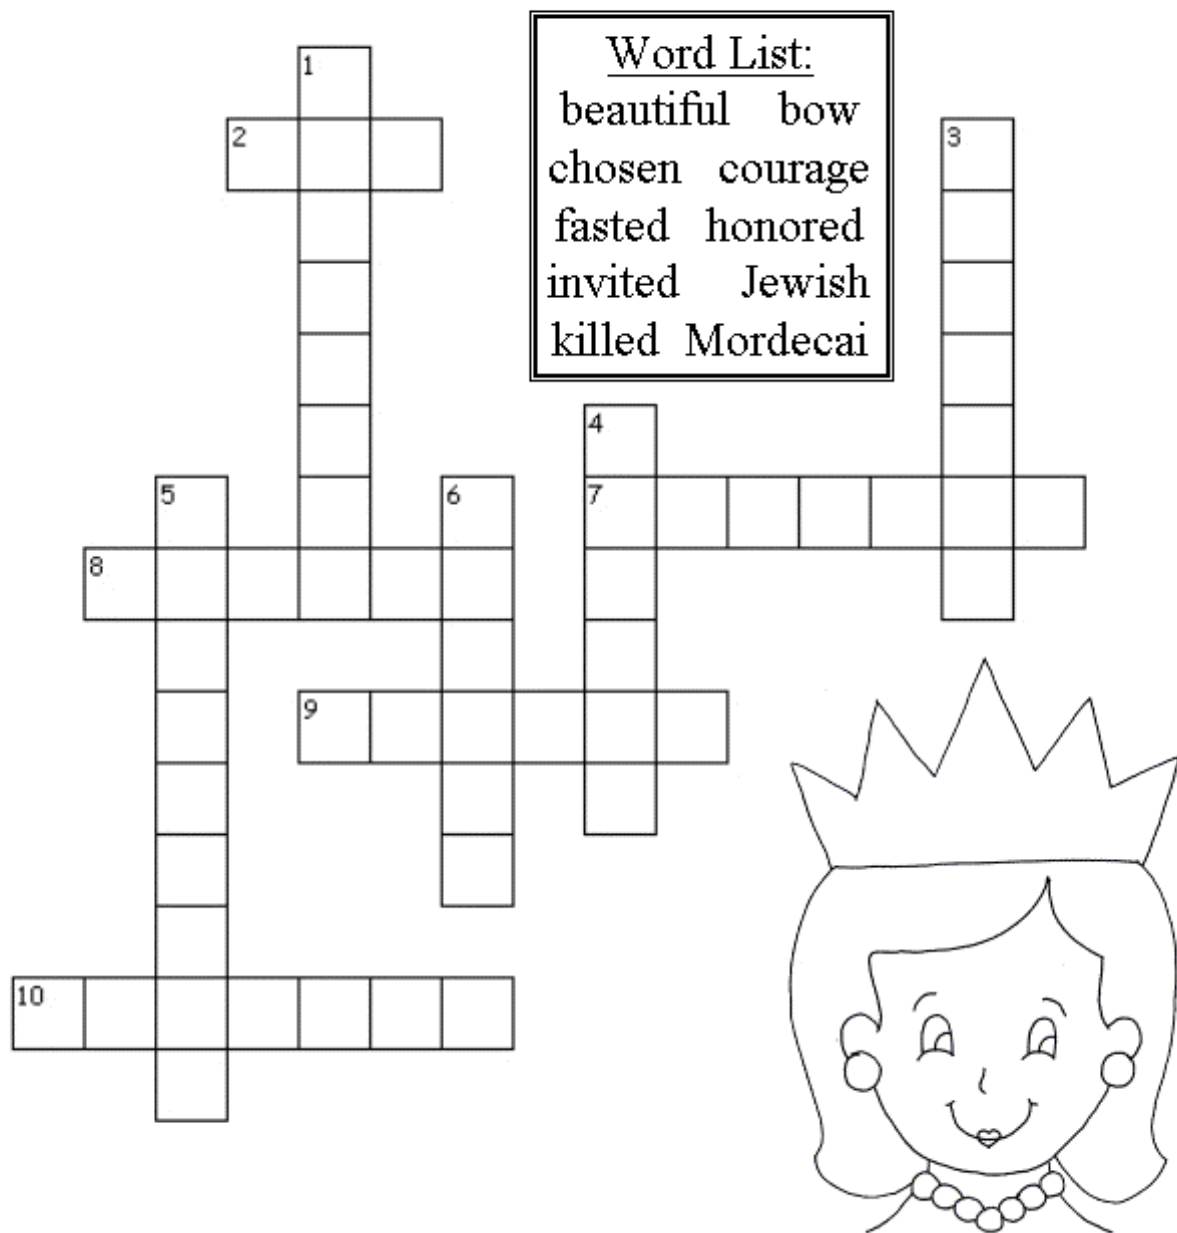 Word List:
beautiful bow
chosen courage
fasted honored
invited Jewish
killed Mordecai
1
2
3
4
5
6
7
8
9
10